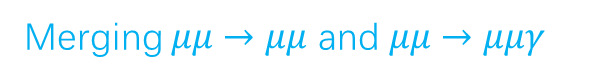 Merging 𝜇𝜇 → 𝜇𝜇 and 𝜇𝜇 → 𝜇𝜇𝛾